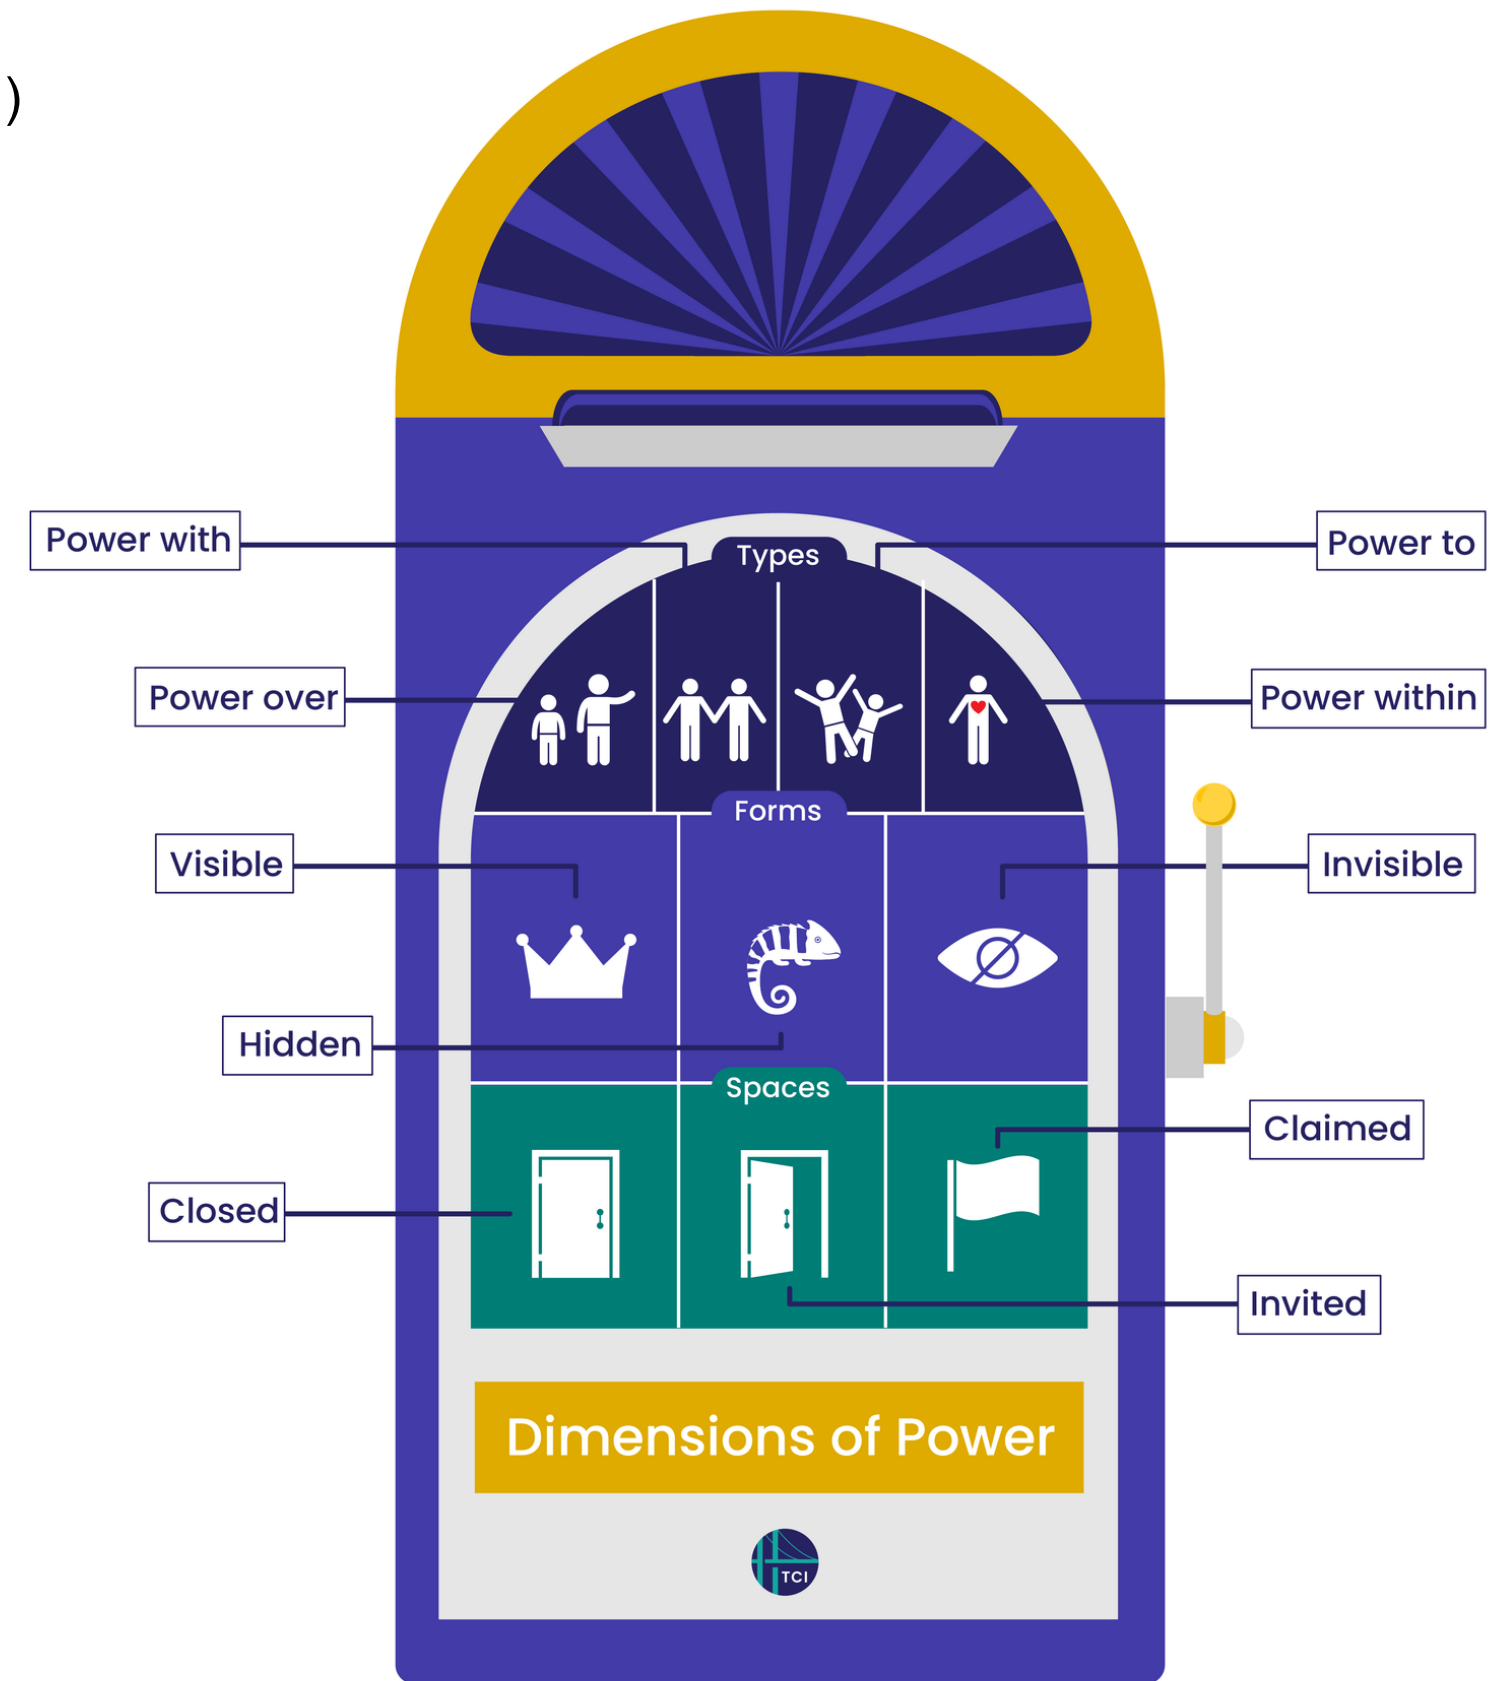 )
Power with
Types
Power to
Power over
Power within
Forms
Visible
Invisible
Hidden
Spaces
Claimed
Closed
Invited
Dimensions of Power
TCI